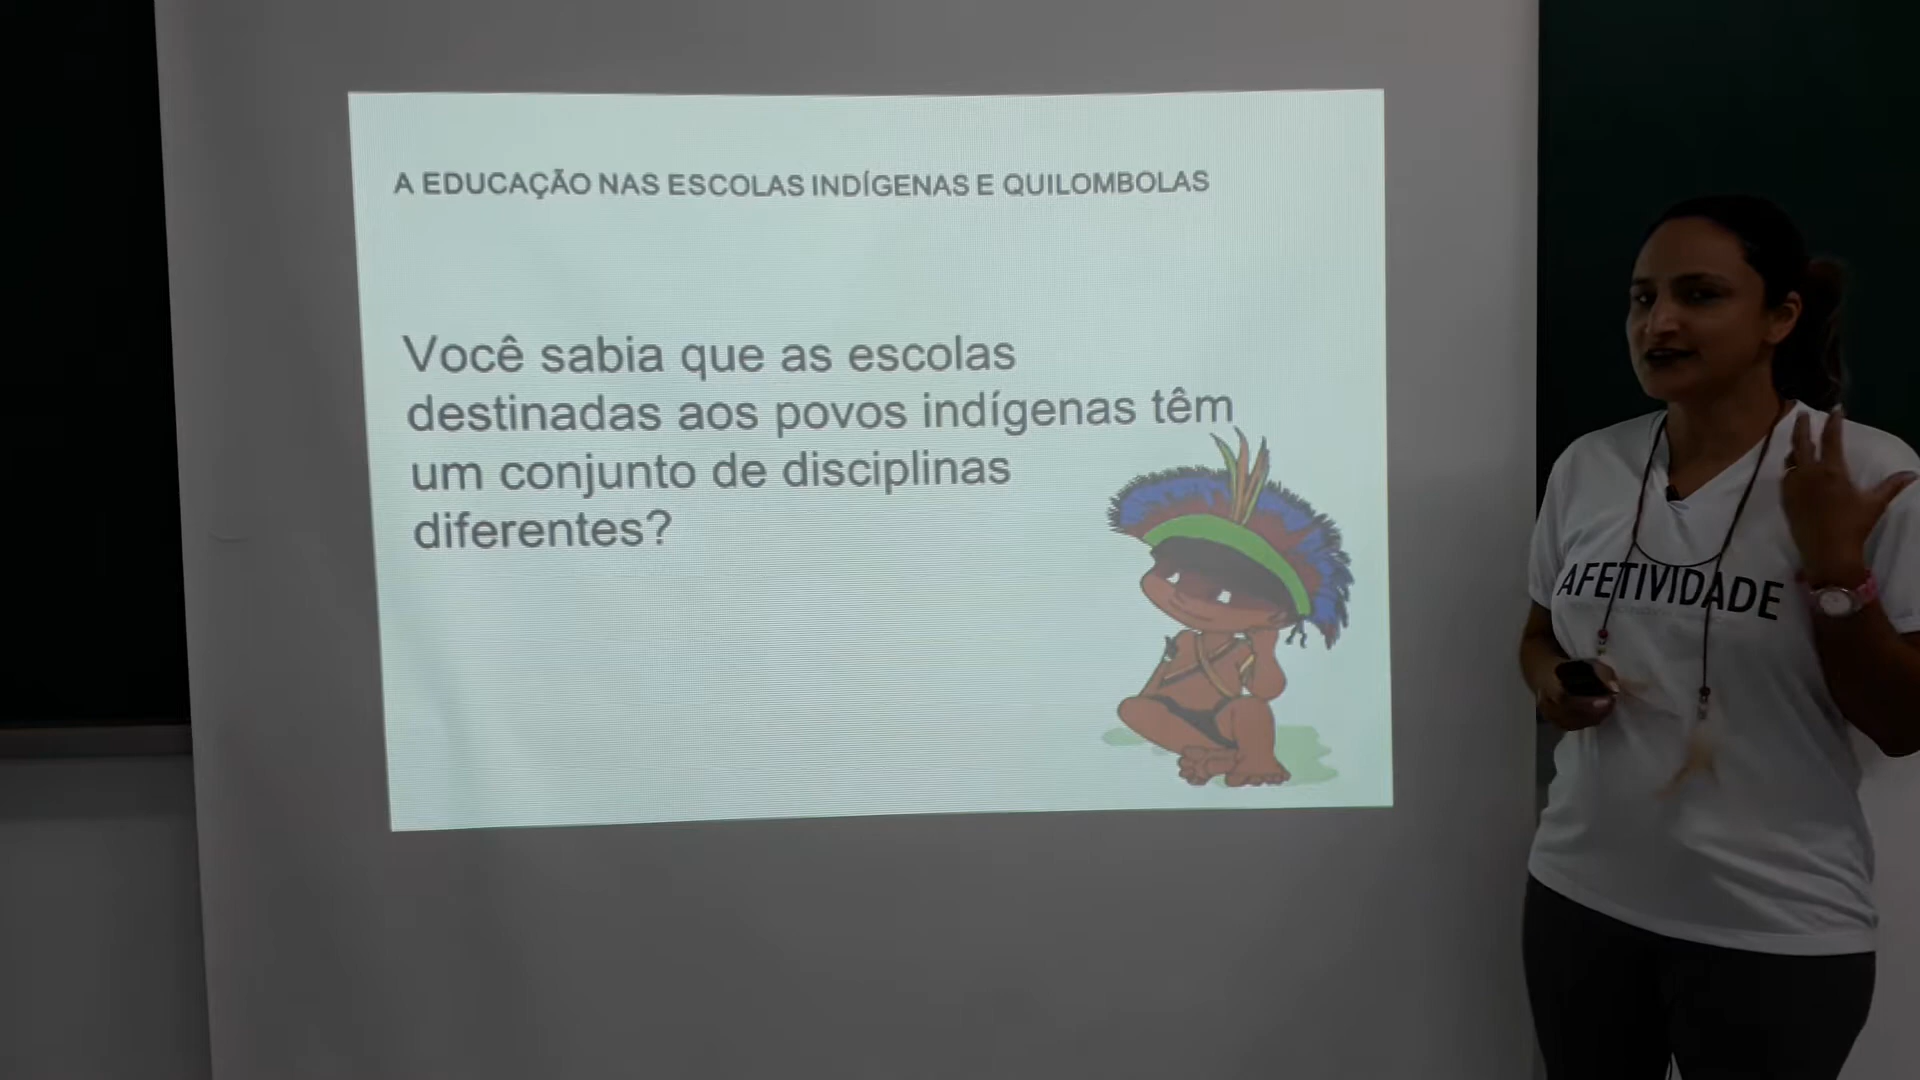 A EDUCAÇÃO NAS ESCOLAS INDÍGENAS E QUILOMBOLAS
Você sabia que as escolas
destinadas aos povos indígenas têm
um conjunto de disciplinas
diferentes?
AFETIVIDADE